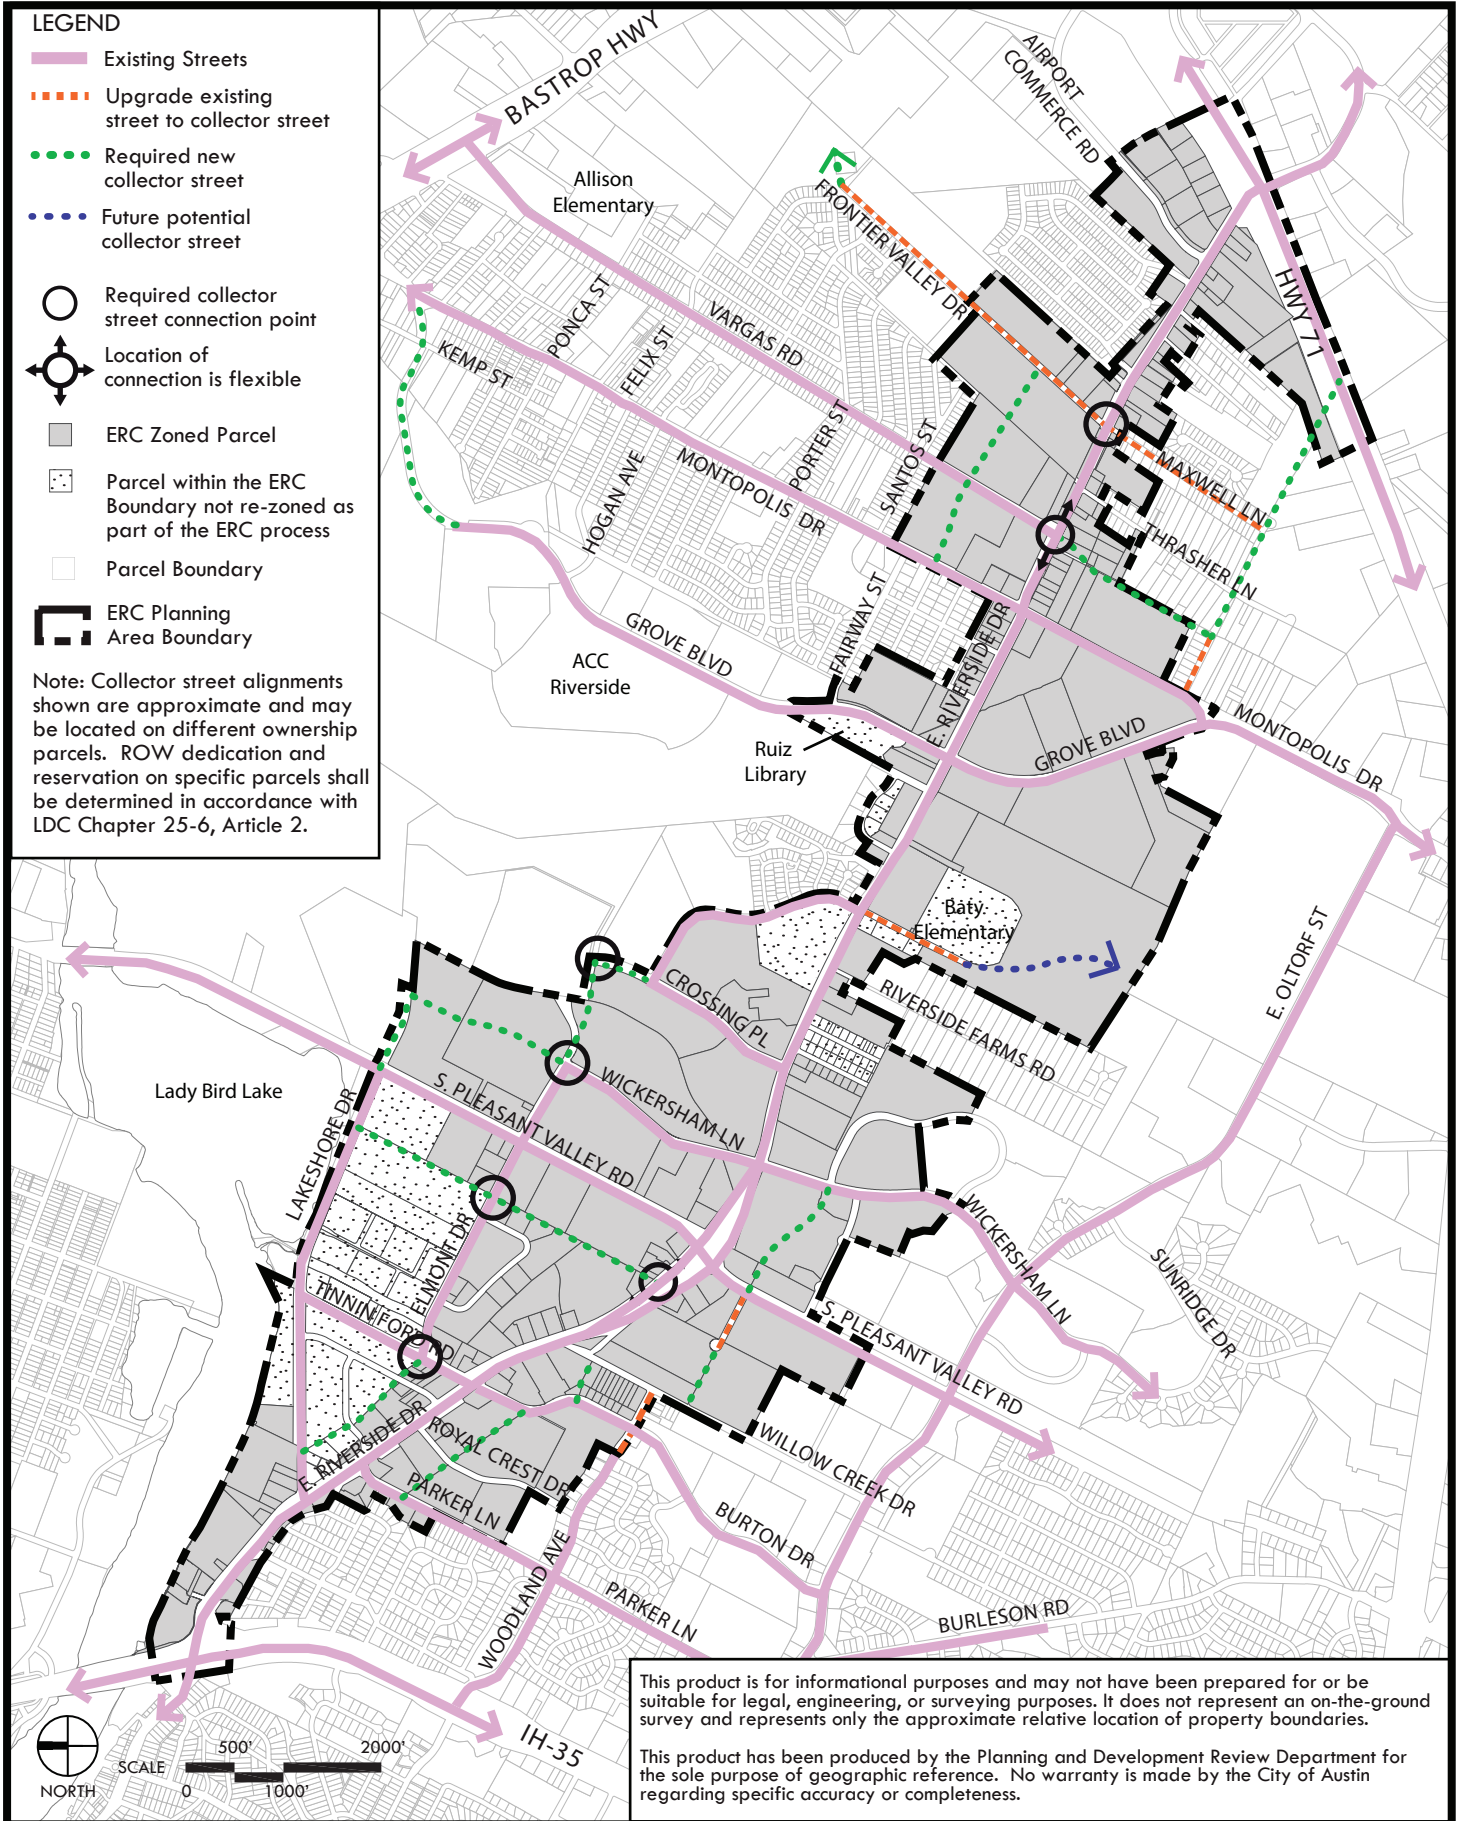 LEGEND
Existing Streets
Upgrade existing
street to collector street
Required new
collector street
Future potential
collector street
Required collector
street connection point
Location of
connection is flexible
ERC Zoned Parcel
Parcel within the ERC
Boundary not re-zoned as
part of the ERC process
Parcel Boundary
ERC Planning
Area Boundary
Note: Collector street alignments
shown are approximate and may
be located on different ownership
parcels. ROW dedication and
reservation on specific parcels shall
be determined in accordance with
LDC Chapter 25-6, Article 2.
BASTROP HWY
AIRPORT
COMMERCE RD
Allison
Elementary
FRONTIER VALLEY DR
HWY 71
PONCA ST
VARGAS RD
KEMP ST
FELIX ST
PORTER ST
SANTOS ST
MAXWELL LN
HOGAN AVE
MONTOPOLIS DR
THRASHER LN
FAIRWAY ST
GROVE BLVD
E. RIVERSIDE DR
ACC
Riverside
Ruiz
Library
GROVE BLVD
MONTOPOLIS DR
Baty
Elementary
E. OLTORF ST
CROSSING PL
RIVERSIDE FARMS RD
Lady Bird Lake
WICKERSHAM LN
S. PLEASANT VALLEY RD
LAKESHORE DR
ELMONT DR
WICKERSHAM LN
SUNRIDGE DR
TINNIN FORD RD
S. PLEASANT VALLEY RD
E. RIVERSIDE DR
ROYAL CREST DR
WILLOW CREEK DR
PARKER LN
BURTON DR
WOODLAND AVE
PARKER LN
BURLESON RD
IH-35
NORTH
SCALE
500'
2000'
0
1000'
This product is for informational purposes and may not have been prepared for or be
suitable for legal, engineering, or surveying purposes. It does not represent an on-the-ground
survey and represents only the approximate relative location of property boundaries.
This product has been produced by the Planning and Development Review Department for
the sole purpose of geographic reference. No warranty is made by the City of Austin
regarding specific accuracy or completeness.